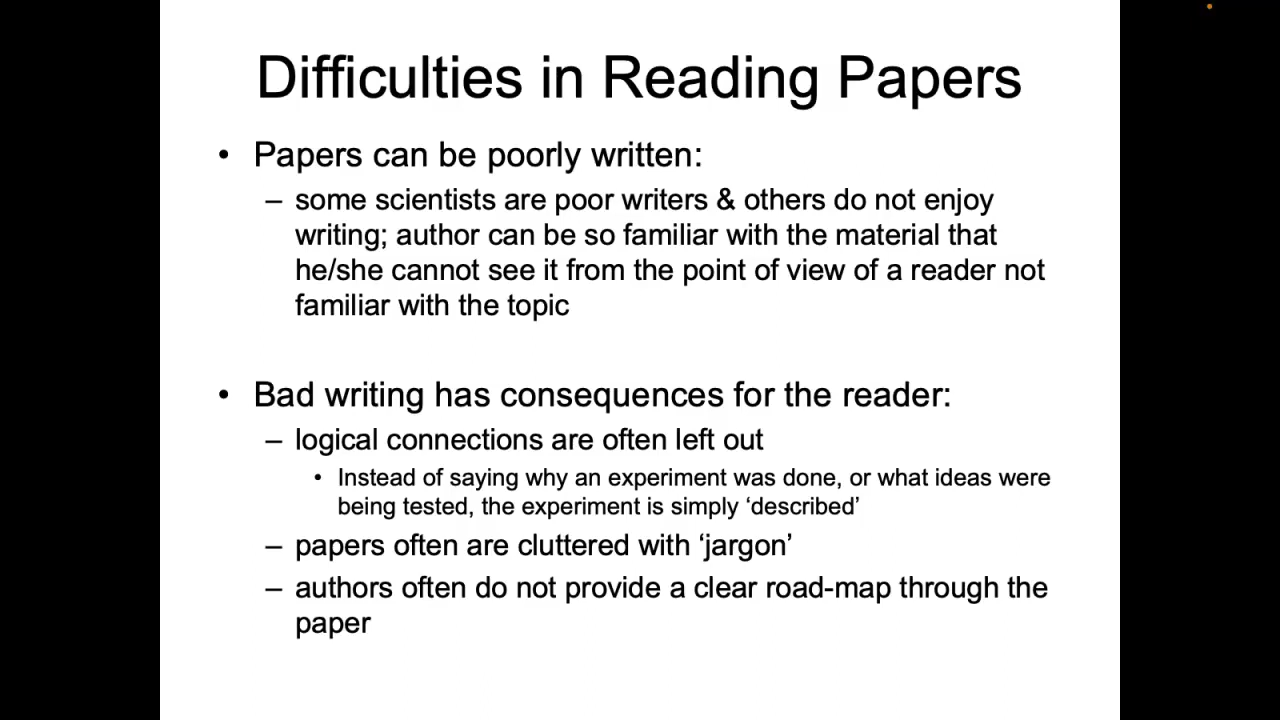 Difficulties in Reading Papers
• Papers can be poorly written:
– some scientists are poor writers & others do not enjoy
writing; author can be so familiar with the material that
he/she cannot see it from the point of view of a reader not
familiar with the topic
• Bad writing has consequences for the reader:
– logical connections are often left out
• Instead of saying why an experiment was done, or what ideas were
being tested, the experiment is simply ‘described’
– papers often are cluttered with ‘jargon’
– authors often do not provide a clear road-map through the
paper